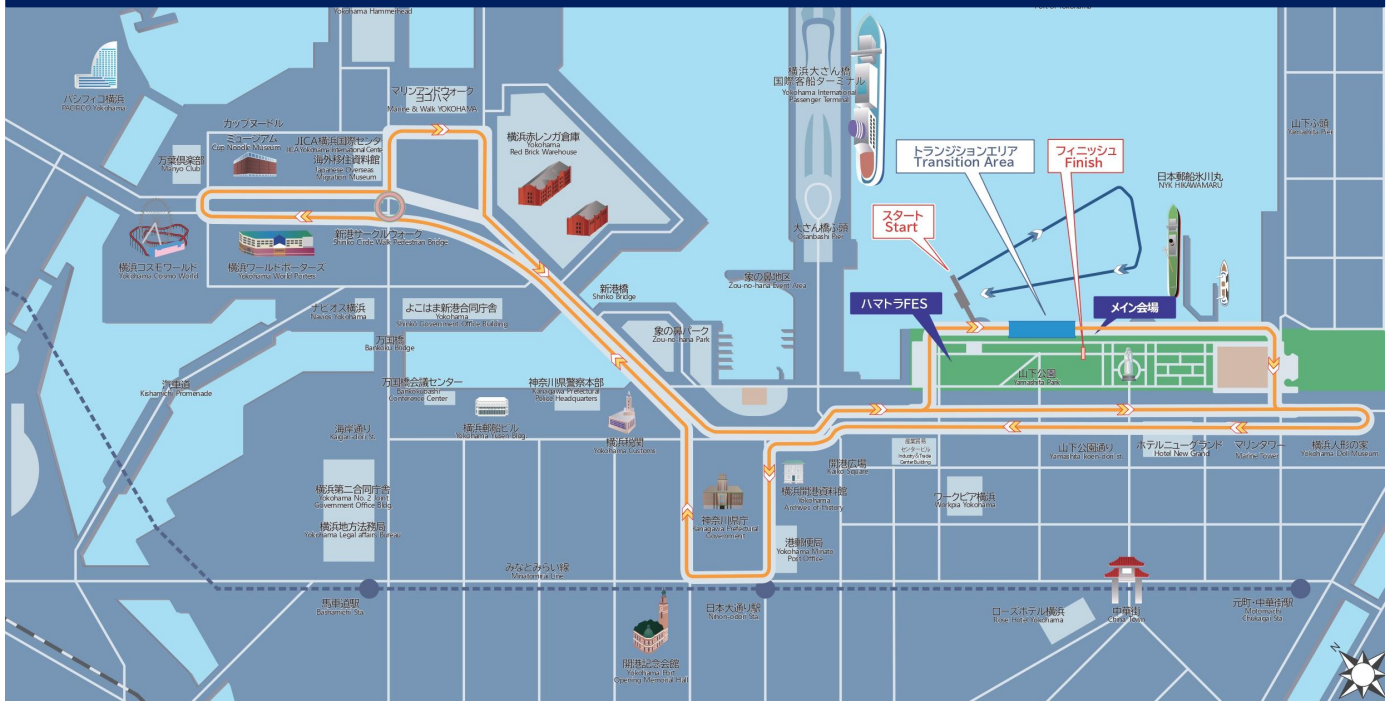 Yokohama Hammerhead
パシフィコ横浜
PACIFICO Yokohama
マリンアンドウォーク
ヨコハマ
Marine & Walk YOKOHAMA
横浜大さん橋
国際客船ターミナル
Yokohama International
Passenger Terminal
山下ふ頭
Yamashita Pier
カップヌードル
ミュージアム
Cup Noodle Museum
万葉倶楽部
Manyo Club
JICA横浜国際センタ
JICA Yokohama International Cente
海外移住資料館
Japanese Overseas
Migration Museum
横浜赤レンガ倉庫
Yokohama
Red Brick Warehouse
トランジションエリア
Transition Area
フィニッシュ
Finish
日本郵船氷川丸
NYK HIKAWAMARU
スタート
Start
大さん橋ふ頭
Osanbashi Pier
新港サークルウォーク
Shinko Circle Walk Pedestrian Bridge
横浜コスモワールド
Yokohama Cosmo World
横浜ワールドポーターズ
Yokohama World Porters
象の鼻地区
Zou-no-hana Event Area
新港橋
Shinko Bridge
ハマトラFES
メイン会場
ナビオス横浜
Navios Yokohama
よこはま新港合同庁舎
Yokohama
Shinko Government Office Building
象の鼻パーク
Zou-no-hana Park
万国橋
Bankoku Bridge
山下公園
Yamashita Park
汽車道
Kishamichi Promenade
万国橋会議センター
Bankokubashi
Conference Center
神奈川県警察本部
Kanagawa Prefectural
Police Headquarters
海岸通り
Kaigan-dori St.
横浜郵船ビル
Yokohama Yusen Bldg.
横浜税関
Yokohama Customs
開港広場
Kaiko Square
産業貿易
センタービル
Industry & Trade
Center Building
山下公園通り
Yamashita-koen-dori St.
ホテルニューグランド
Hotel New Grand
マリンタワー
Marine Tower
横浜人形の家
Yokohama Doll Museum
横浜第二合同庁舎
Yokohama No. 2 Joint
Government Office Bldg
横浜地方法務局
Yokohama Legal affairs Bureau
神奈川県庁
Kanagawa Prefectural
Government
横浜開港資料館
Yokohama
Archives of History
ワークピア横浜
Workpia Yokohama
港郵便局
Yokohama Minato
Post Office
みなとみらい線
Minatomirai Line
馬車道駅
Bashamichi Sta.
日本大通り駅
Nihon-odori Sta.
ローズホテル横浜
Rose Hotel Yokohama
中華街
China Town
元町・中華街駅
Motomachi
Chukagai Sta.
開港記念会館
Yokohama Port
Opening Memorial Hall
N